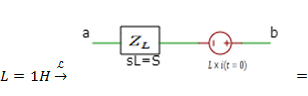 a b
Z_L
sL=S
L × i(t = 0)
L = 1H →^ℒ =